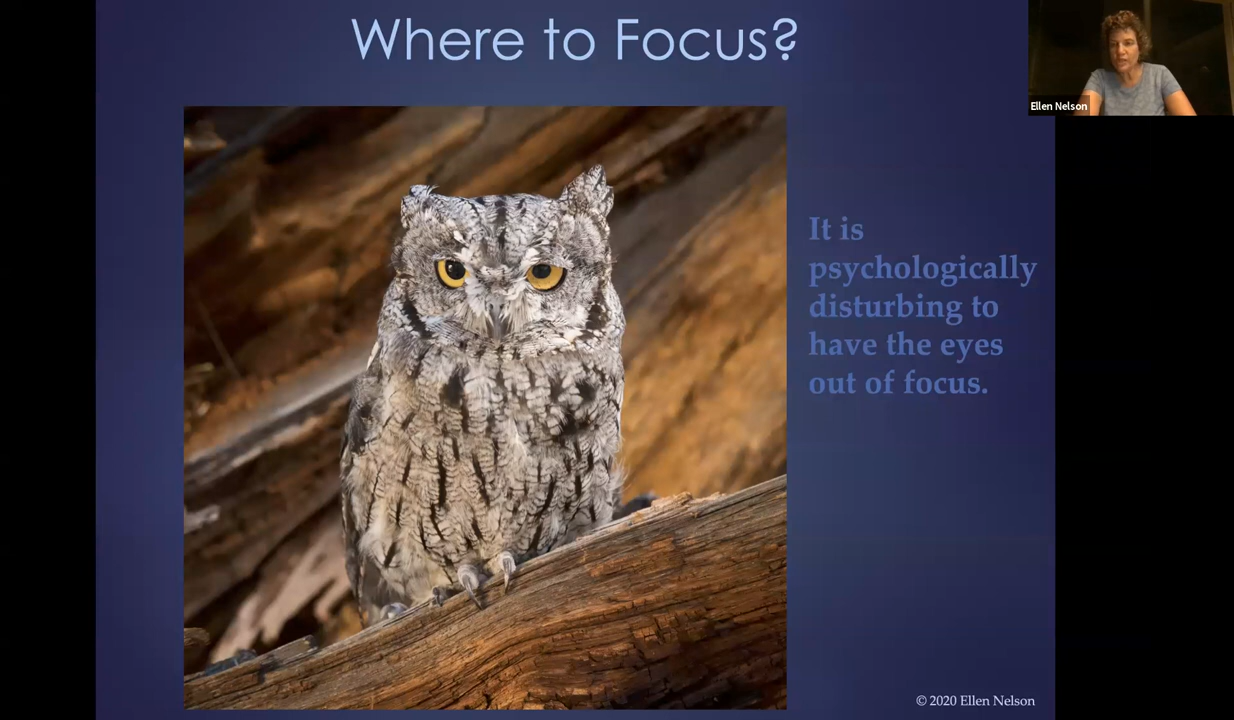 Where to Focus?
Ellen Nelson
It is
psychologically
disturbing to
have the eyes
out of focus.
© 2020 Ellen Nelson